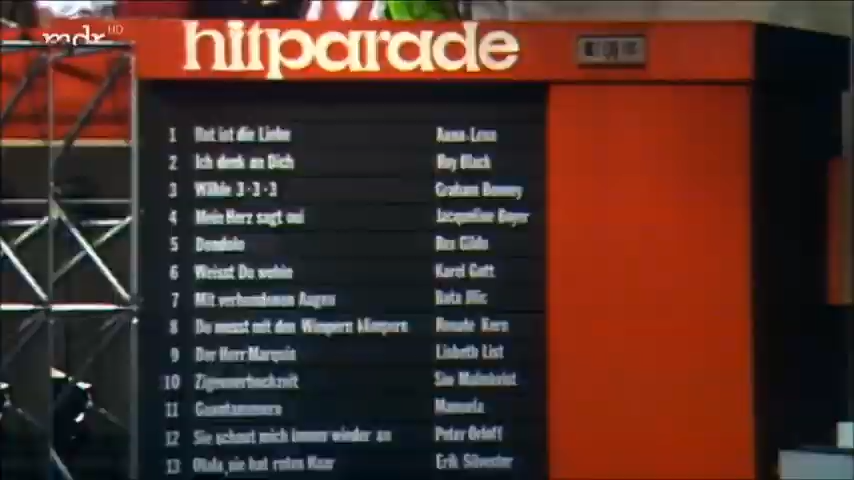 mdr HD
hitparade
1 Rot ist die Liebe Anna-Lena
2 Ich denk an Dich Roy Black
3 Wähle 3-3-3 Graham Bonney
4 Mein Herz sagt oui Jacqueline Boyer
5 Dondolo Rex Gildo
6 Weisst Du wohin Karel Gott
7 Mit verbundenen Augen Bata Illic
8 Du musst mit den Wimpern klimpern Renate Kern
9 Der Herr Marquis Liesbeth List
10 Zigeunerhochzeit Siw Malmkvist
11 Guantanamera Manuela
12 Sie schaut mich immer wieder an Peter Orloff
13 Olala, sie hat rotes Haar Erik Silvester